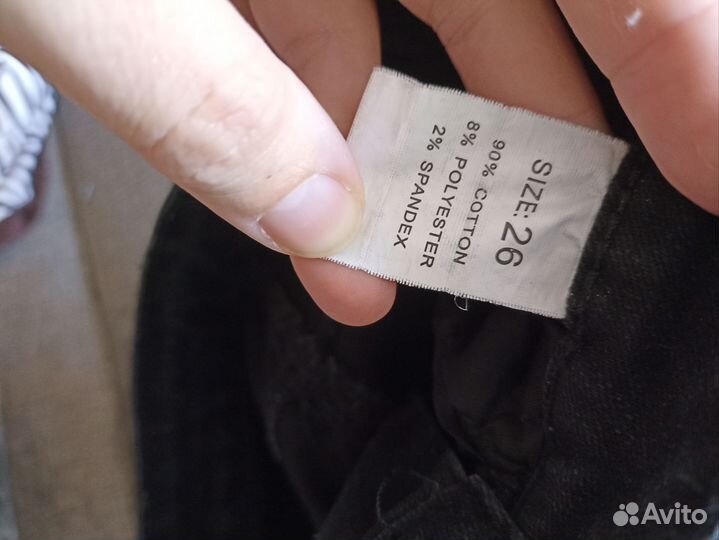 SIZE: 26
90% COTTON
8% POLYESTER
2% SPANDEX
Avito